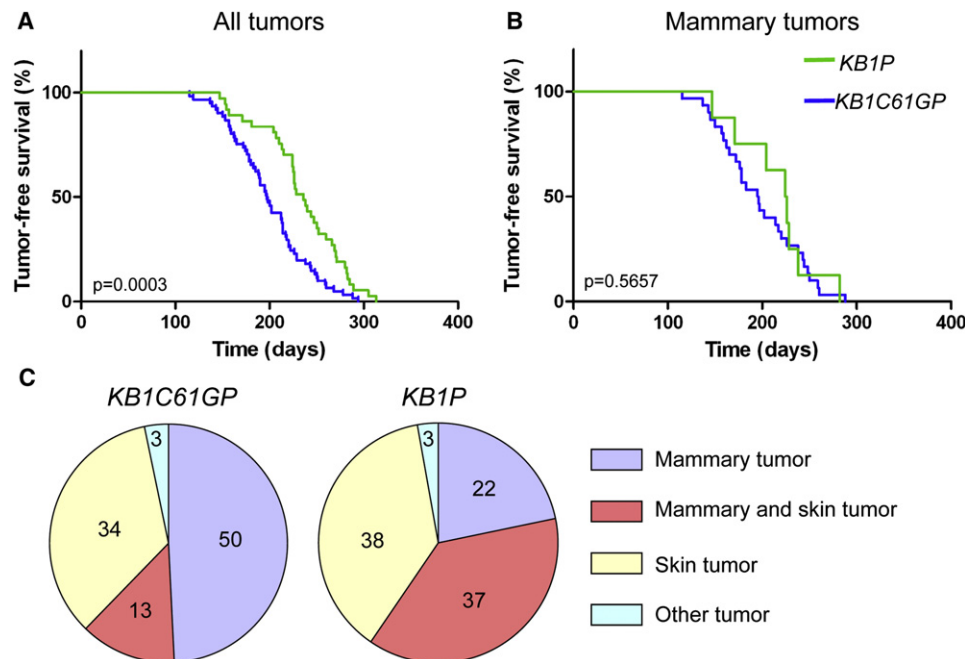 A
All tumors
Tumor-free survival (%)
100
50
0
p=0.0003
0
100
200
300
400
Time (days)
B
Mammary tumors
KB1P
KB1C61GP
Tumor-free survival (%)
100
50
0
p=0.5657
0
100
200
300
400
Time (days)
C
KB1C61GP
3
34
50
13
KB1P
3
22
38
37
Mammary tumor
Mammary and skin tumor
Skin tumor
Other tumor